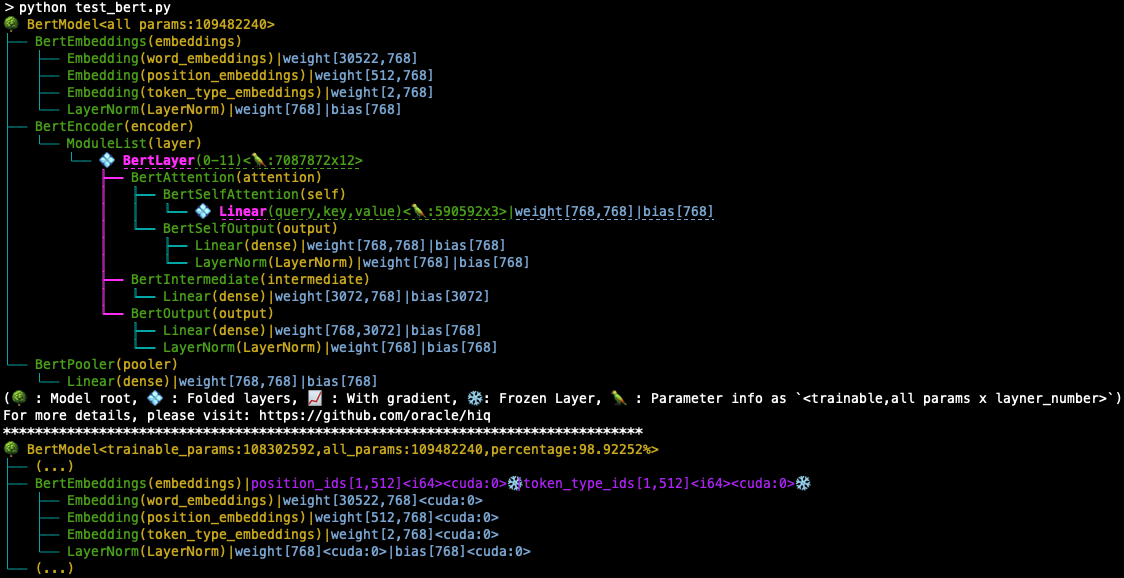 > python test_bert.py
🌳 BertModel<all params:109482240>
├── BertEmbeddings(embeddings)
│   ├── Embedding(word_embeddings)|weight[30522,768]
│   ├── Embedding(position_embeddings)|weight[512,768]
│   ├── Embedding(token_type_embeddings)|weight[2,768]
│   └── LayerNorm(LayerNorm)|weight[768]|bias[768]
├── BertEncoder(encoder)
│   └── ModuleList(layer)
│       └── 💠 BertLayer(0-11)<🦜:7087872x12>
│           ┣━━ BertAttention(attention)
│           ┃   ├── BertSelfAttention(self)
│           ┃   │   └── 💠 Linear(query,key,value)<🦜:590592x3>|weight[768,768]|bias[768]
│           ┃   └── BertSelfOutput(output)
│           ┃       ├── Linear(dense)|weight[768,768]|bias[768]
│           ┃       └── LayerNorm(LayerNorm)|weight[768]|bias[768]
│           ┣━━ BertIntermediate(intermediate)
│           ┃   └── Linear(dense)|weight[3072,768]|bias[3072]
│           ┗━━ BertOutput(output)
│               ├── Linear(dense)|weight[768,3072]|bias[768]
│               └── LayerNorm(LayerNorm)|weight[768]|bias[768]
└── BertPooler(pooler)
    └── Linear(dense)|weight[768,768]|bias[768]
(🌳 : Model root, 💠 : Folded layers, 📈 : With gradient, ❄️: Frozen Layer, 🦜 : Parameter info as `<trainable,all params x layner_number>`)
For more details, please visit: https://github.com/oracle/hiq
********************************************************************************
🌳 BertModel<trainable_params:108302592,all_params:109482240,percentage:98.92252%>
├── (...)
├── BertEmbeddings(embeddings)|position_ids[1,512]<i64><cuda:0>❄️token_type_ids[1,512]<i64><cuda:0>❄️
│   ├── Embedding(word_embeddings)|weight[30522,768]<cuda:0>
│   ├── Embedding(position_embeddings)|weight[512,768]<cuda:0>
│   ├── Embedding(token_type_embeddings)|weight[2,768]<cuda:0>
│   └── LayerNorm(LayerNorm)|weight[768]<cuda:0>|bias[768]<cuda:0>
└── (...)